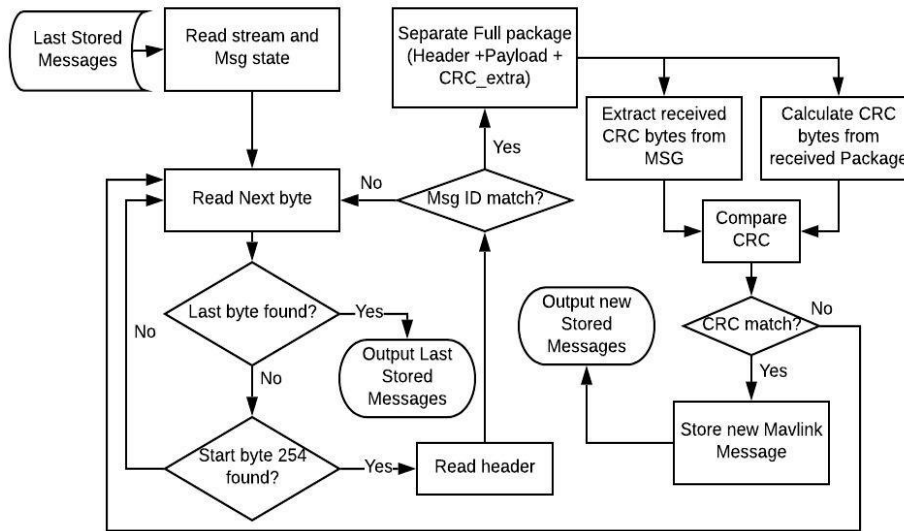 Last Stored
Messages
Read stream and
Msg state
Separate Full package
(Header +Payload +
CRC_extra)
Extract received
CRC bytes from
MSG
Calculate CRC
bytes from
received Package
Yes
No
Read Next byte
Msg ID match?
Compare
CRC
Last byte found?
Yes
No
No
Output Last
Stored
Messages
Output new
Stored
Messages
CRC match?
No
Yes
Start byte 254
found?
Yes
Read header
Store new Mavlink
Message